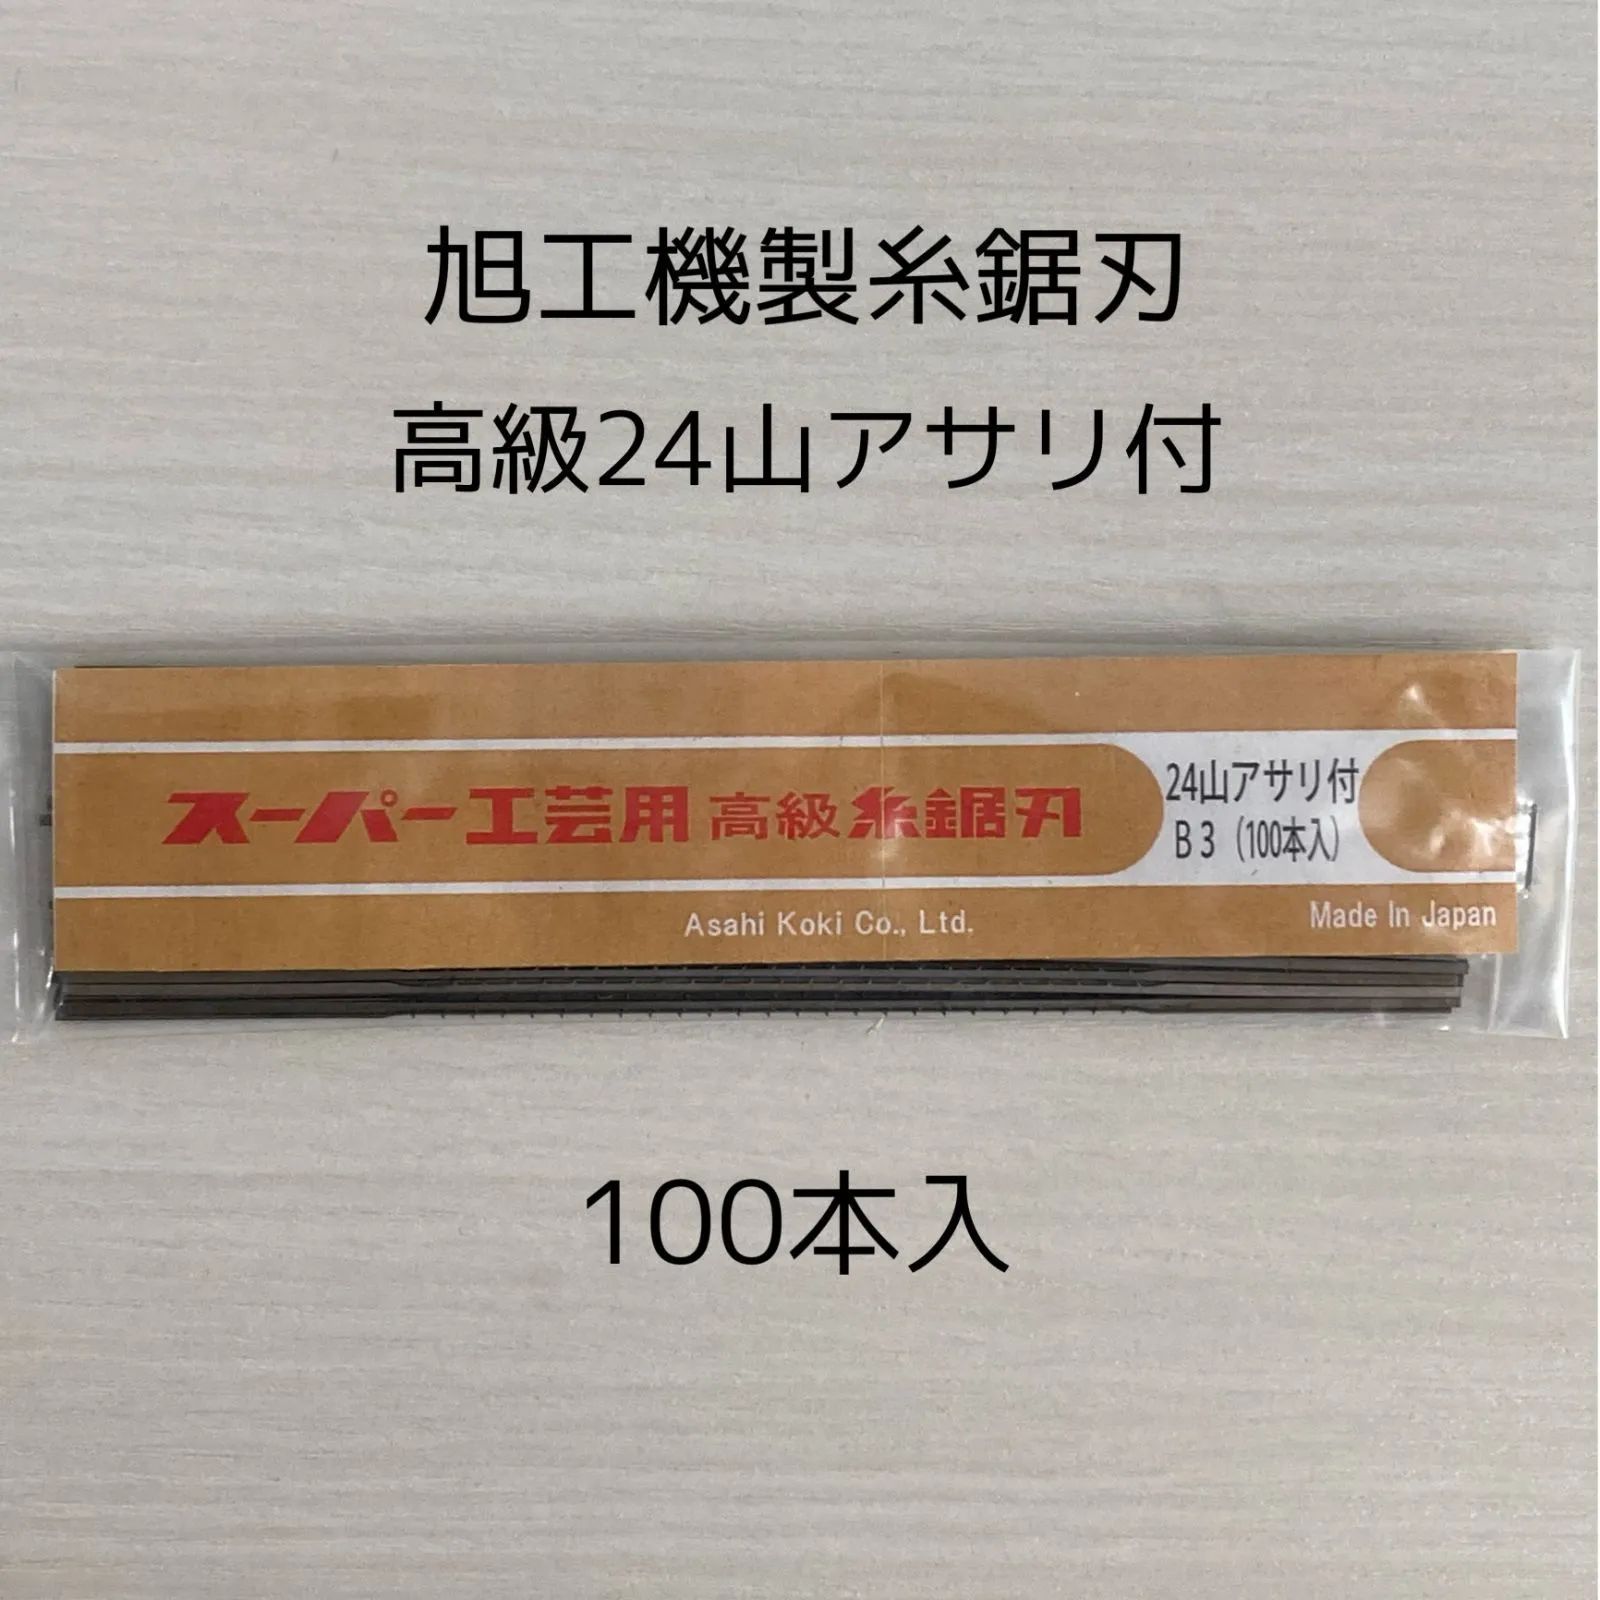 旭工機製糸鋸刃
高級24山アサリ付
スーパー工芸用 高級 糸鋸刃
24山アサリ付
B3 (100本入)
Asahi Koki Co., Ltd.
Made In Japan
100本入